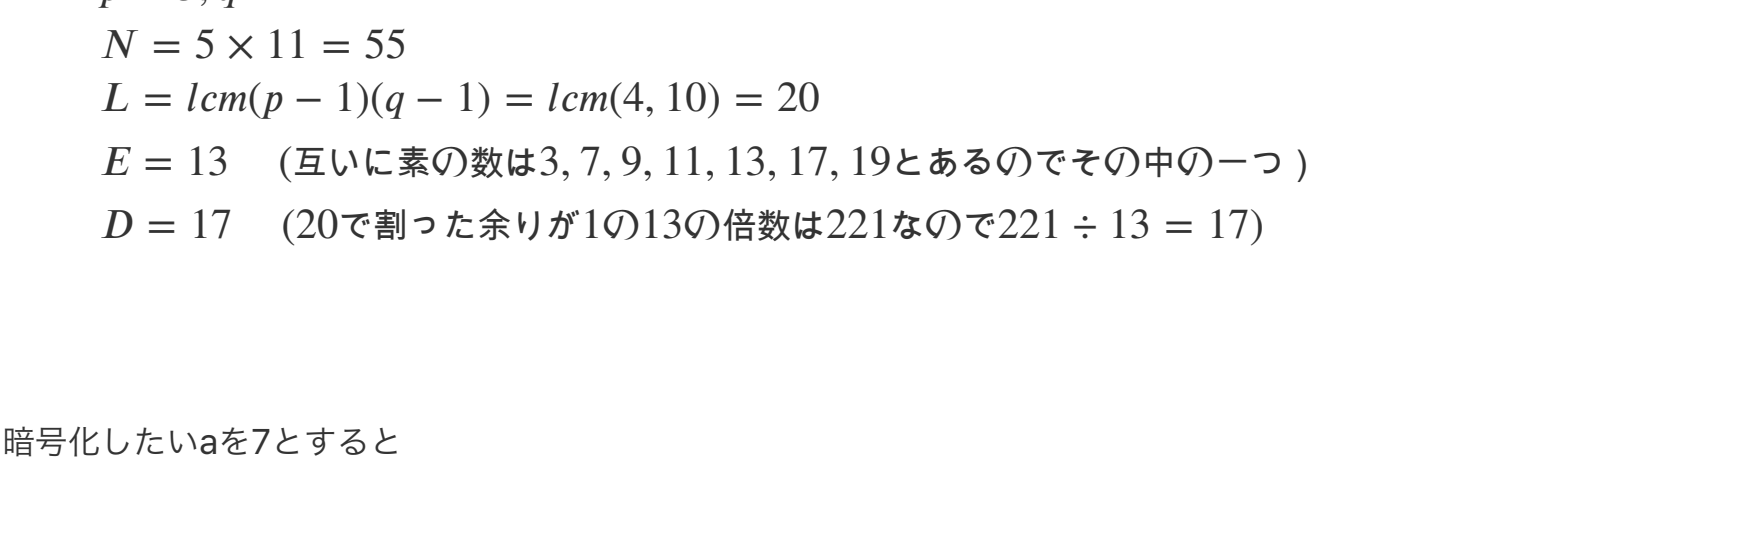 N = 5 × 11 = 55
L = lcm(p − 1)(q − 1) = lcm(4, 10) = 20
E = 13 (互いに素の数は3, 7, 9, 11, 13, 17, 19とあるのでその中の一つ )
D = 17 (20で割った余りが1の13の倍数は221なので221 ÷ 13 = 17)
暗号化したいaを7とすると